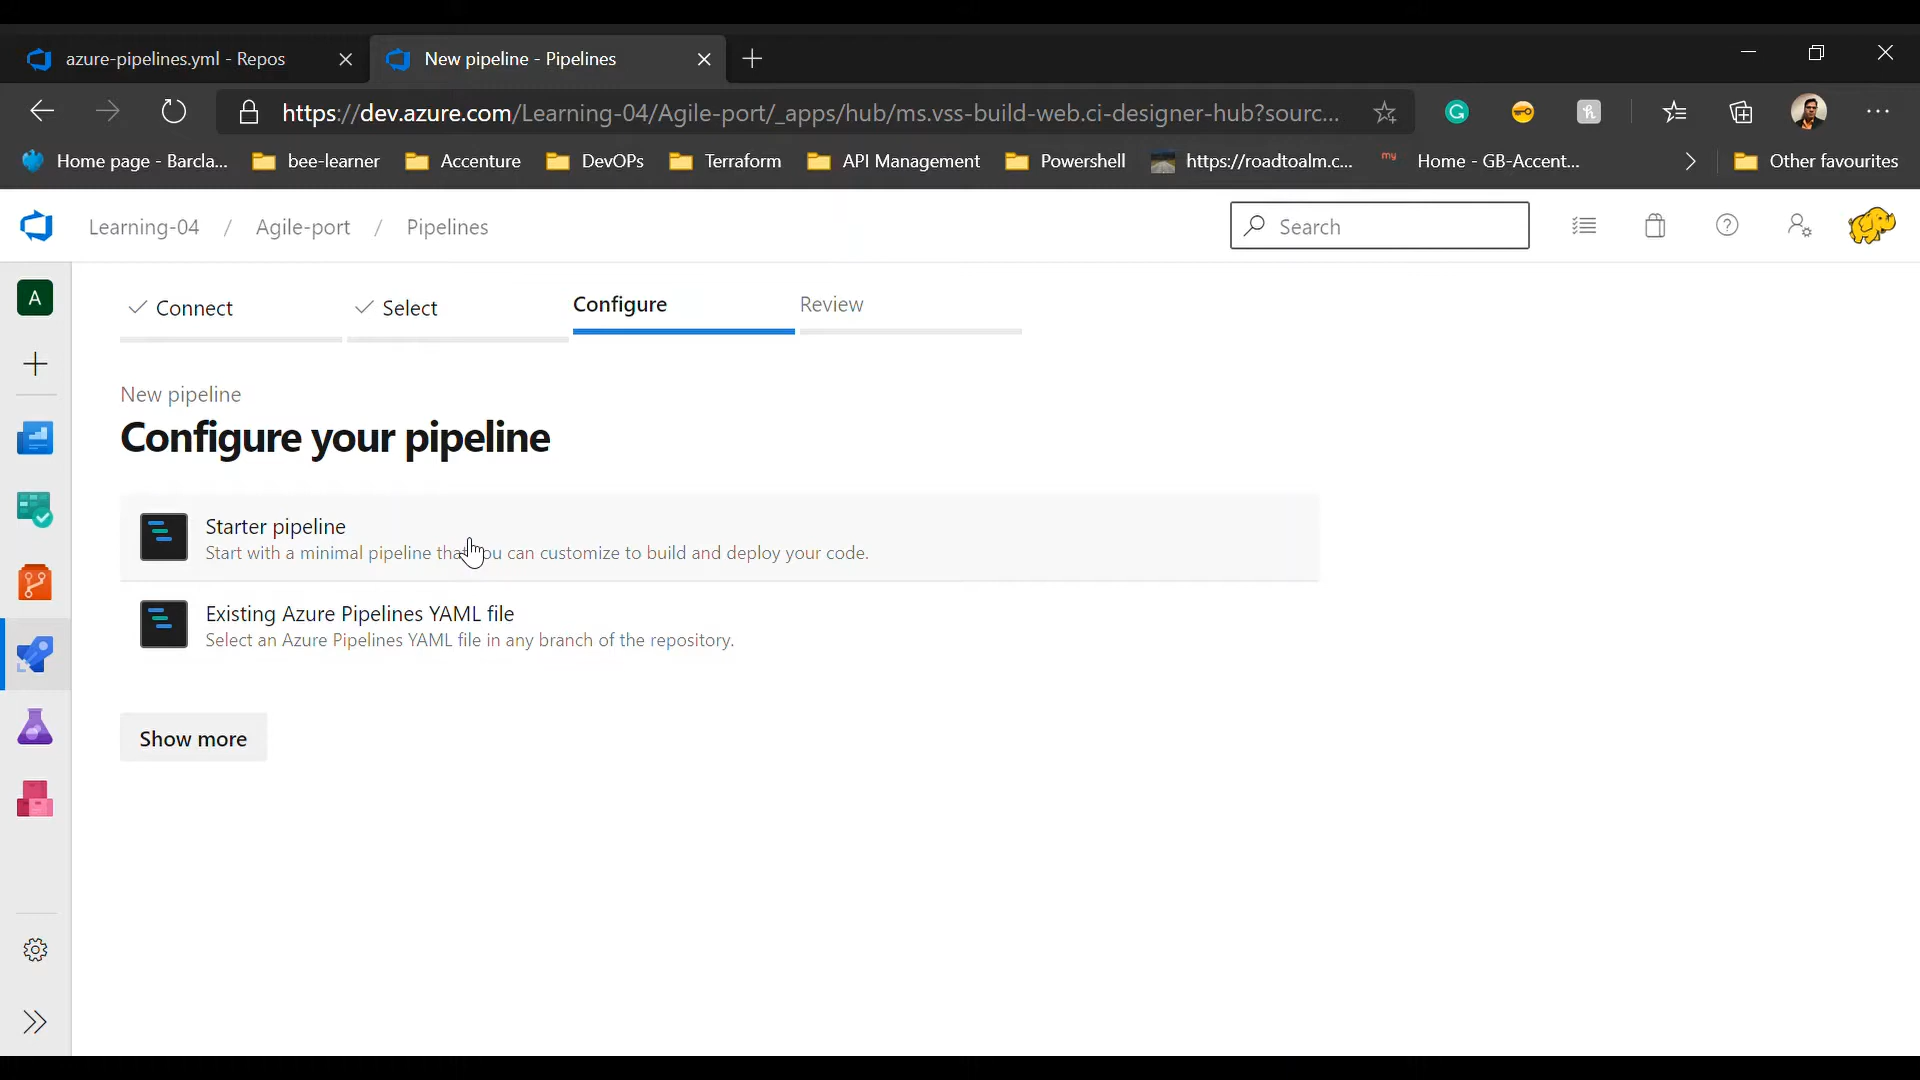 azure-pipelines.yml - Repos
New pipeline - Pipelines
https://dev.azure.com/Learning-04/Agile-port/_apps/hub/ms.vss-build-web.ci-designer-hub?sourc...
Home page - Barcla... bee-learner Accenture DevOPs Terraform API Management Powershell https://roadtoalm.c... my Home - GB-Accent... Other favourites
Learning-04 / Agile-port / Pipelines
Search
A
Connect Select Configure Review
New pipeline
Configure your pipeline
Starter pipeline
Start with a minimal pipeline that you can customize to build and deploy your code.
Existing Azure Pipelines YAML file
Select an Azure Pipelines YAML file in any branch of the repository.
Show more